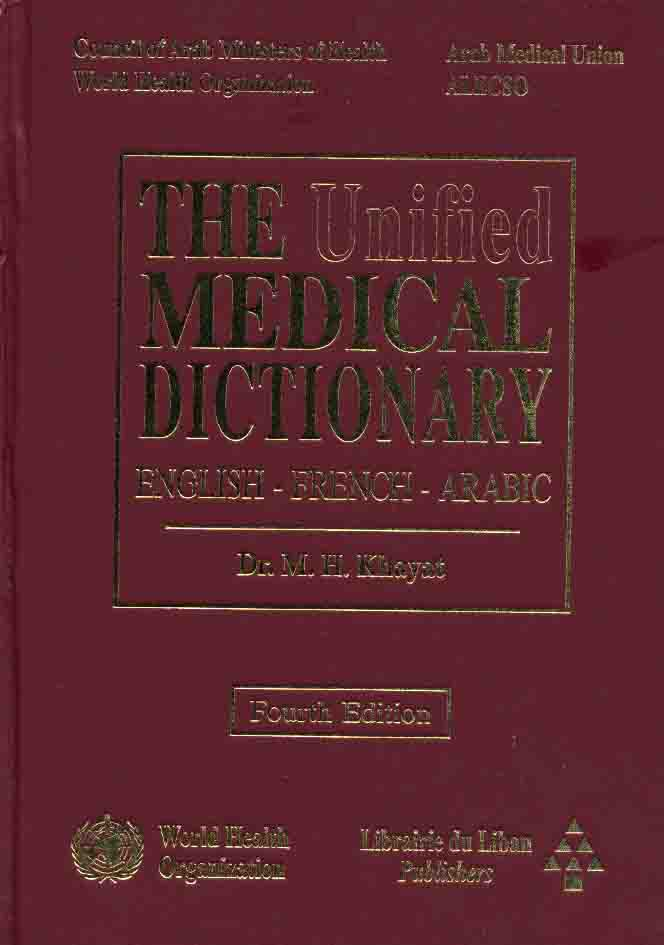 Council of Arab Ministers of Health
World Health Organization
Arab Medical Union
ALECSO
THE Unified
MEDICAL
DICTIONARY
ENGLISH - FRENCH - ARABIC
Dr. M. H. Khayat
Fourth Edition
World Health
Organization
Librairie du Liban
Publishers